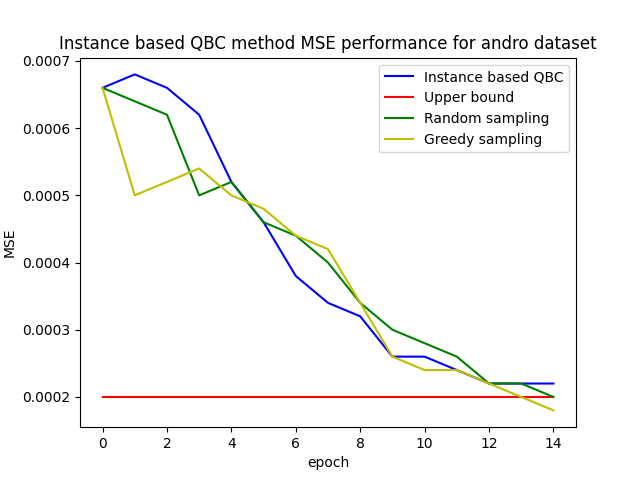 Instance based QBC method MSE performance for andro dataset
0.0007
0.0006
0.0005
0.0004
0.0003
0.0002
MSE
Instance based QBC
Upper bound
Random sampling
Greedy sampling
0 2 4 6 8 10 12 14
epoch